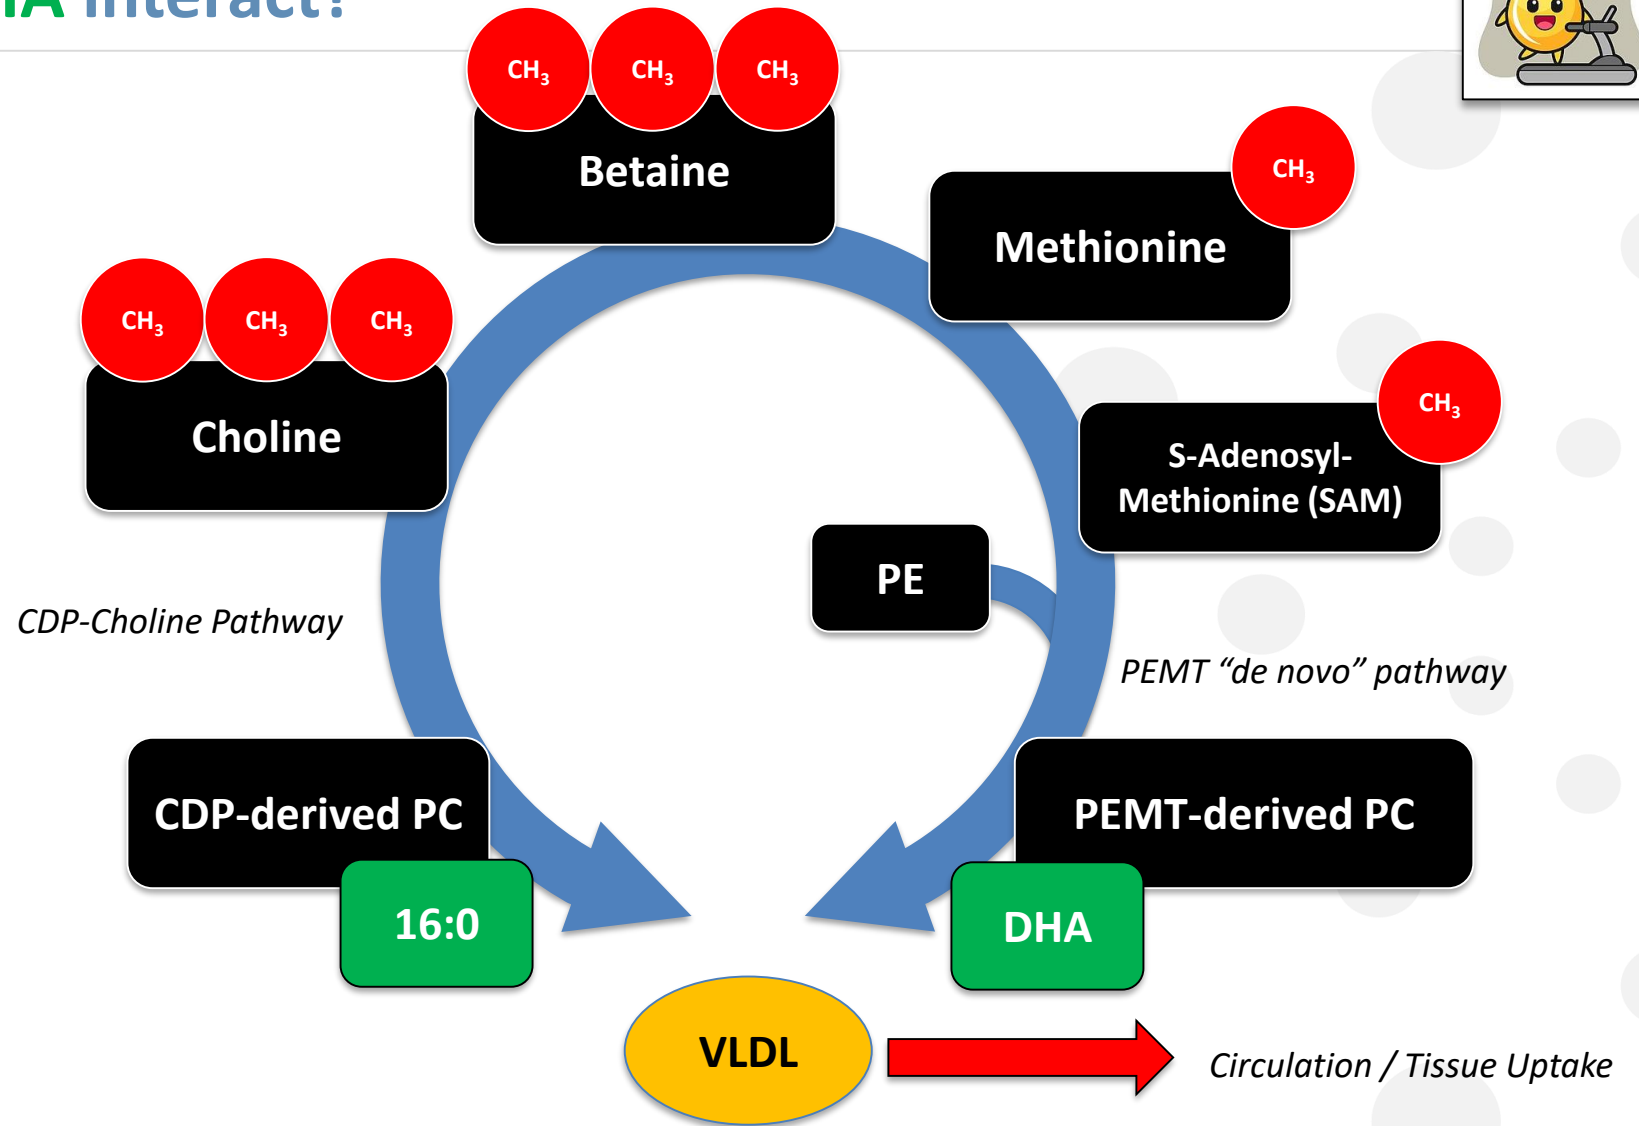 interact?
CH₃ CH₃ CH₃
Betaine
CH₃
Methionine
CH₃ CH₃ CH₃
Choline
CH₃
S-Adenosyl-
Methionine (SAM)
PE
CDP-Choline Pathway
PEMT “de novo” pathway
CDP-derived PC
PEMT-derived PC
16:0
DHA
VLDL
Circulation / Tissue Uptake